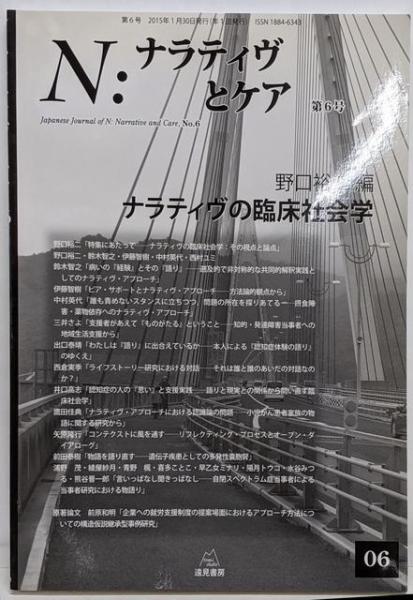 第6号 2015年1月30日発行（年1回発行） ISSN 1884-6343
N:ナラティヴ
とケア 第6号
Japanese Journal of N: Narrative and Care, No.6
野口裕 編
ナラティヴの臨床社会学
野口裕二「特集にあたって――ナラティヴの臨床社会学：その視点と論点」
野口裕二・鈴木智之・伊藤智樹・中村英代・西村ユミ
鈴木智之「病いの「経験」とその「語り」――遡及的で非対称的な共同的解釈実践と
してのナラティヴ・アプローチ」
伊藤智樹「ピア・サポートとナラティヴ・アプローチ――方法論的観点から」
中村英代「誰も責めないスタンスに立ちつつ、問題の所在を探りあてる――摂食障
害・薬物依存へのナラティヴ・アプローチ」
三井さよ「支援者があえて『ものがたる』ということ――知的・発達障害当事者への
地域生活支援から」
出口泰靖「わたしは『語り』に出合えているか――本人による「認知症体験の語り」
のゆくえ」
西倉実季「ライフストーリー研究における対話――それは誰と誰のあいだの対話なの
か？」
井口高志「認知症の人の「思い」と支援実践――語りと現実との関係から問い直す臨
床社会学」
鷹田佳典「ナラティヴ・アプローチにおける認識論の問題――小児がん患者家族の物
語に関する研究から」
矢原隆行「コンテクストに風を通す――リフレクティング・プロセスとオープン・ダ
イアローグ」
前田泰樹「物語を語り直す――遺伝子疾患としての多発性嚢胞腎」
浦野 茂・綾屋紗月・青野 楓・喜多ことこ・早乙女ミナリ・陽月トウコ・水谷みつ
る・熊谷晋一郎「言いっぱなし聞きっぱなし――自閉スペクトラム症当事者による
当事者研究における物語り」
原著論文 前原和明「企業への就労支援制度の提案場面におけるアプローチ方法につ
いての構造仮説継承型事例研究」
遠見書房
06